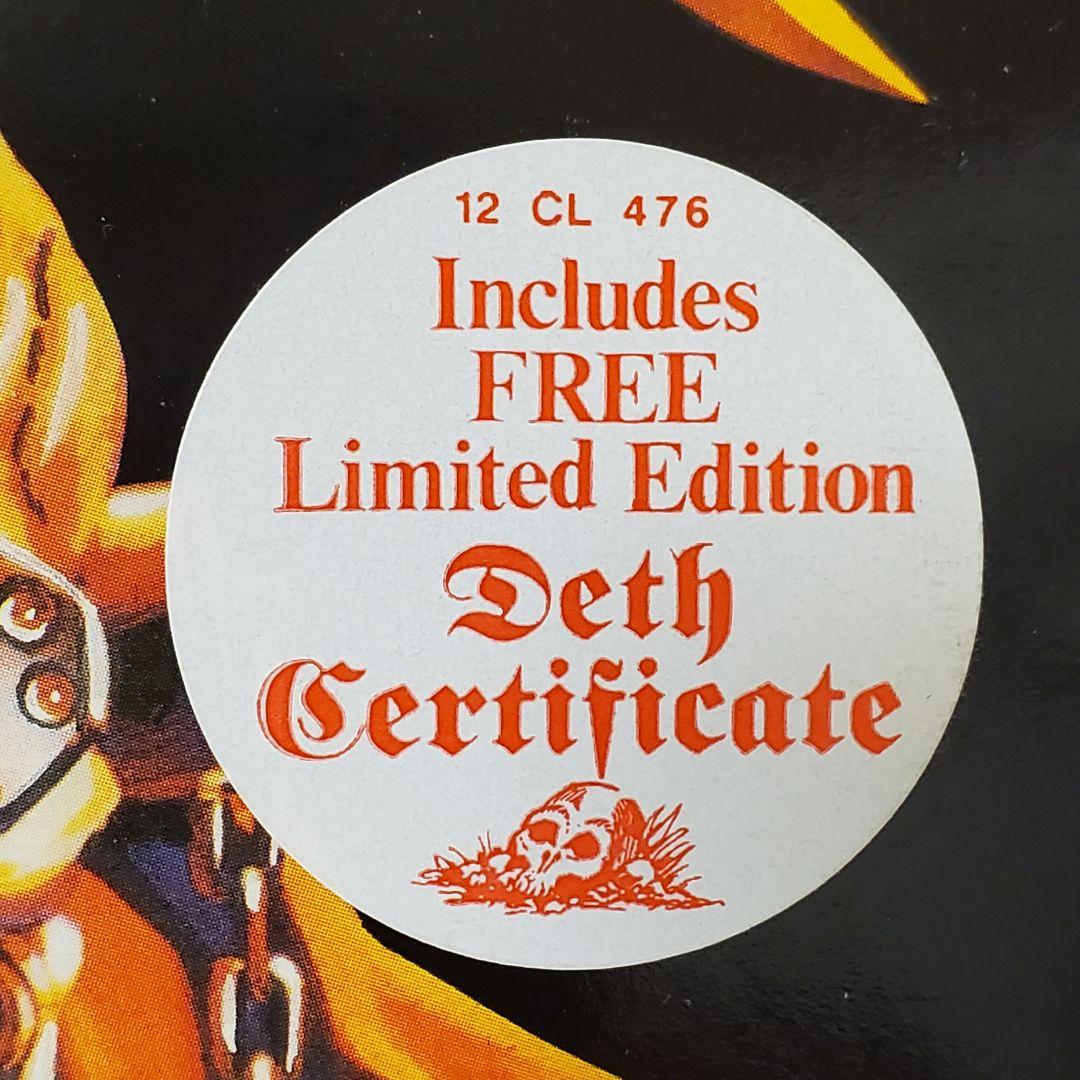 12 CL 476
Includes
FREE
Limited Edition
Deth
Certificate